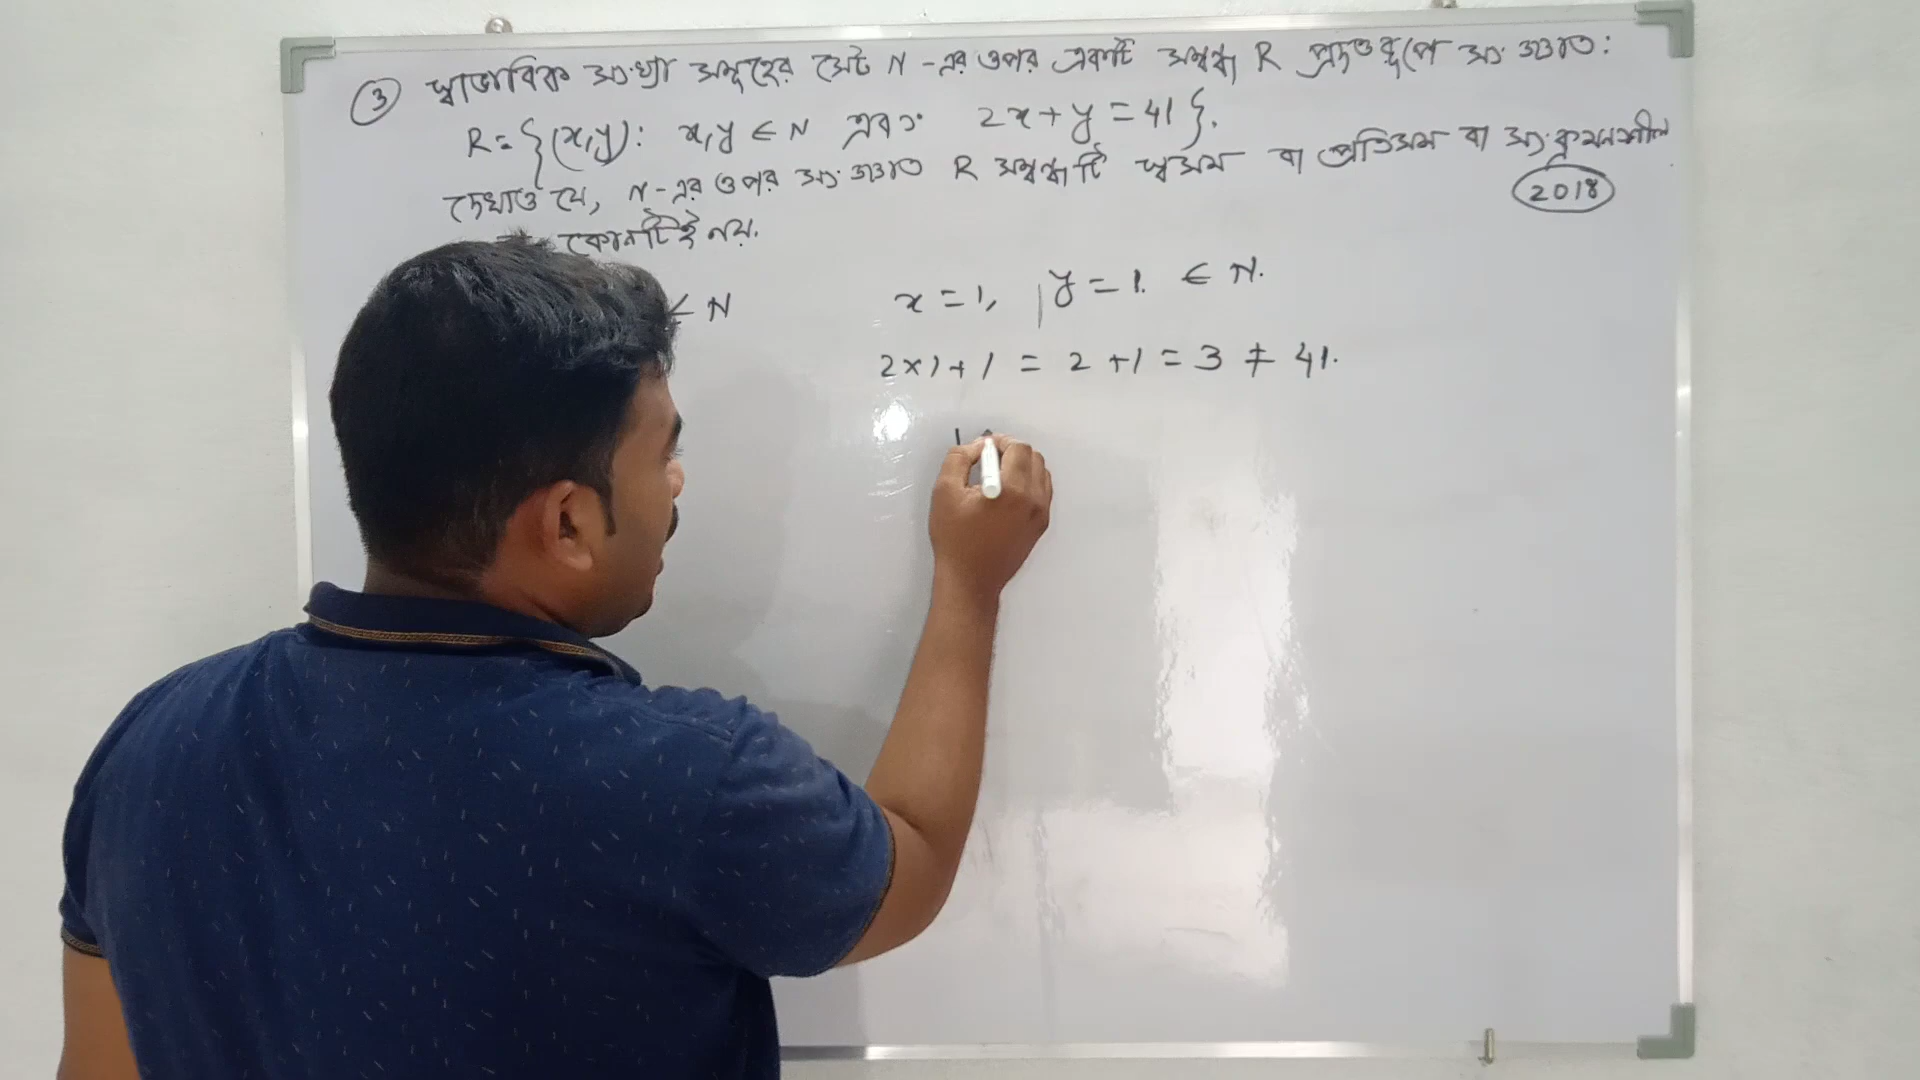 ③ স্বাভাবিক সংখ্যা সমূহের সেট N -এর ওপর একটি সম্বন্ধ R প্রদত্তরূপে সংজ্ঞাত:
R = {(x,y): x,y ∈ N এবং 2x + y = 41}.
দেখাও যে, N -এর ওপর সংজ্ঞাত R সম্বন্ধটি স্বসম বা প্রতিসম বা সংক্রমণশীল
কোনটিই নয়. 2018
∈ N x = 1, y = 1. ∈ N.
2×1+1 = 2+1 = 3 ≠ 41.